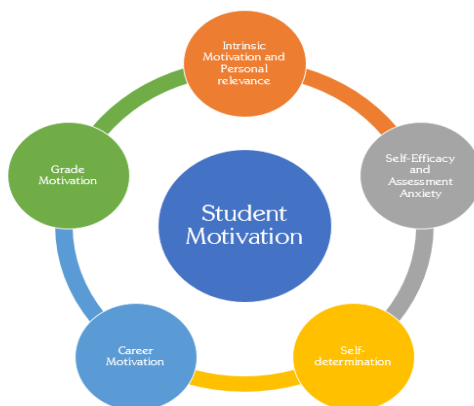 Intrinsic
Motivation and
Personal
relevance
Grade
Motivation
Self-Efficacy
and
Assessment
Anxiety
Student
Motivation
Career
Motivation
Self-
determination